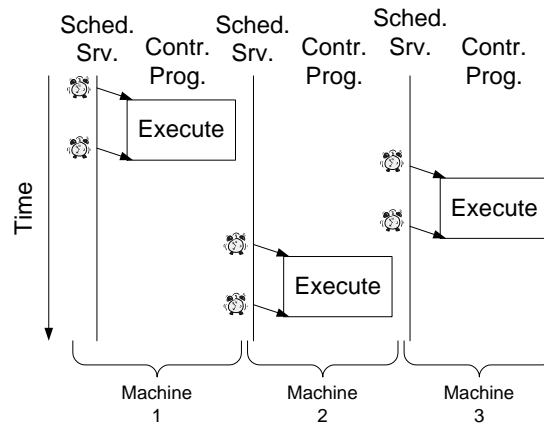 Sched.
Srv.
Contr.
Prog.
Sched.
Srv.
Contr.
Prog.
Sched.
Srv.
Contr.
Prog.
Time
Execute
Execute
Execute
Machine
1
Machine
2
Machine
3